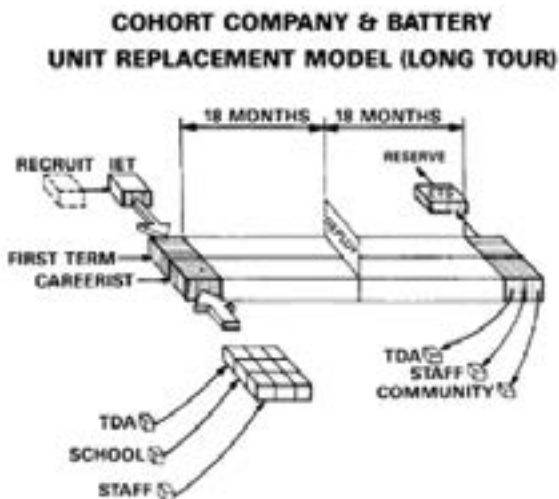 COHORT COMPANY & BATTERY
UNIT REPLACEMENT MODEL (LONG TOUR)
18 MONTHS
18 MONTHS
RECRUIT IET
RESERVE
DEPLOY
FIRST TERM
CAREERIST
TDA
STAFF
COMMUNITY
TDA
SCHOOL
STAFF